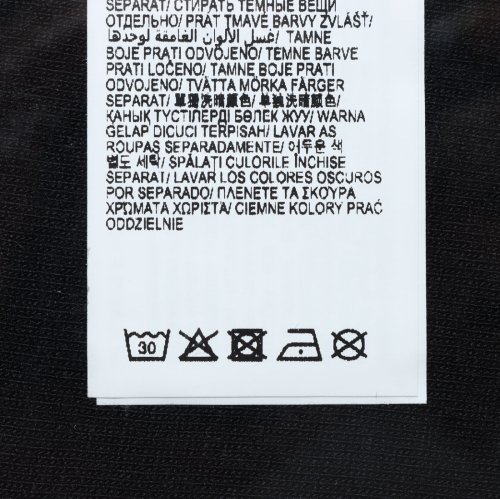 SEPARAT/ СТИРАТЬ ТЕМНЫЕ ВЕЩИ
ОТДЕЛЬНО/ PRAT TMAVÉ BARVY ZVLÁŠŤ/
غسل الألوان الغامقة لوحدها/ TAMNE
BOJE PRATI ODVOJENO/ TEMNE BARVE
PRATI LOČENO/ TAMNE BOJE PRATI
ODVOJENO/ TVÄTTA MÖRKA FÄRGER
SEPARAT/ 單獨洗暗顏色/ 单独洗暗颜色/
ҚАНЫҚ ТҮСТІЛЕРДІ БӨЛЕК ЖУУ/ WARNA
GELAP DICUCI TERPISAH/ LAVAR AS
ROUPAS SEPARADAMENTE/ 어두운 색
별도 세탁/ SPĂLAȚI CULORILE ÎNCHISE
SEPARAT/ LAVAR LOS COLORES OSCUROS
POR SEPARADO/ ΠΛΕΝΕΤΕ ΤΑ ΣΚΟΥΡΑ
ΧΡΩΜΑΤΑ ΧΩΡΙΣΤΑ/ CIEMNE KOLORY PRAĆ
ODDZIELNIE
30